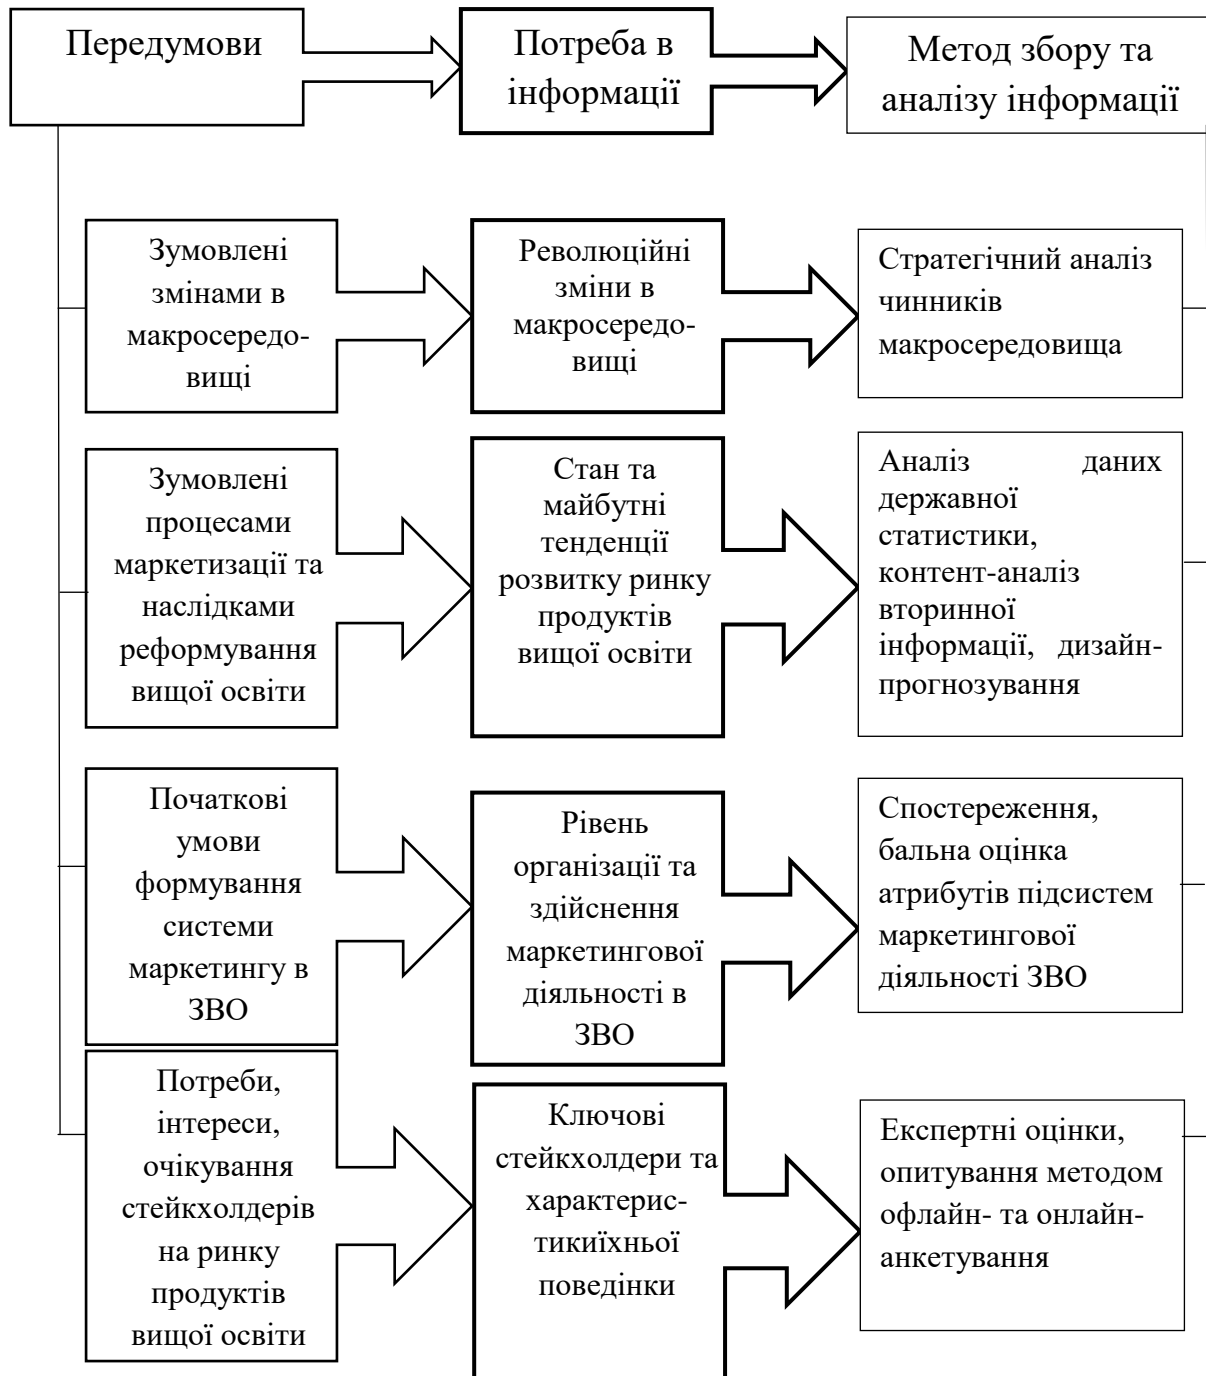 Передумови
Потреба в
інформації
Метод збору та
аналізу інформації
Зумовлені
змінами в
макросередо-
вищі
Революційні
зміни в
макросередо-
вищі
Стратегічний аналіз
чинників
макросередовища
Зумовлені
процесами
маркетизації та
наслідками
реформування
вищої освіти
Стан та
майбутні
тенденції
розвитку ринку
продуктів
вищої освіти
Аналіз даних
державної
статистики,
контент-аналіз
вторинної
інформації, дизайн-
прогнозування
Початкові
умови
формування
системи
маркетингу в
ЗВО
Рівень
організації та
здійснення
маркетингової
діяльності в
ЗВО
Спостереження,
бальна оцінка
атрибутів підсистем
маркетингової
діяльності ЗВО
Потреби,
інтереси,
очікування
стейкхолдерів
на ринку
продуктів
вищої освіти
Ключові
стейкхолдери та
характерис-
тикиїхньої
поведінки
Експертні оцінки,
опитування методом
офлайн- та онлайн-
анкетування